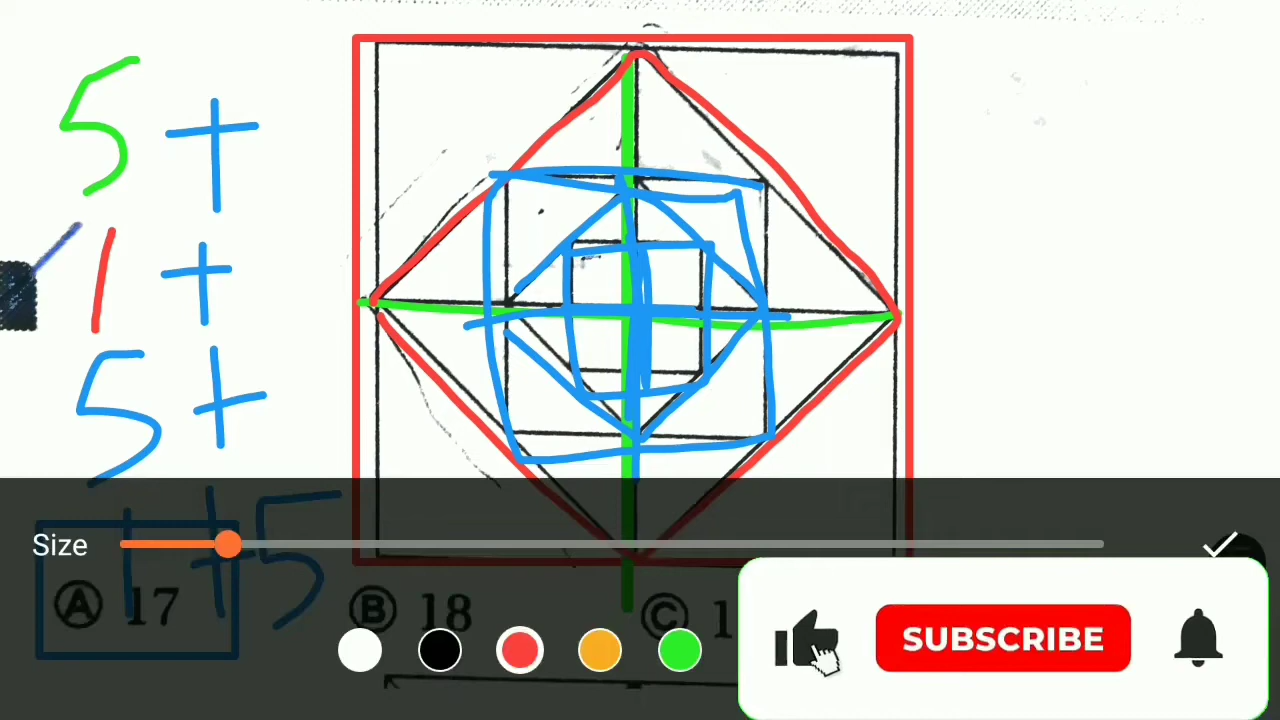 5 +
1 +
5 +
1 + 5
Size
Ⓐ 17 Ⓑ 18 Ⓒ 1
SUBSCRIBE